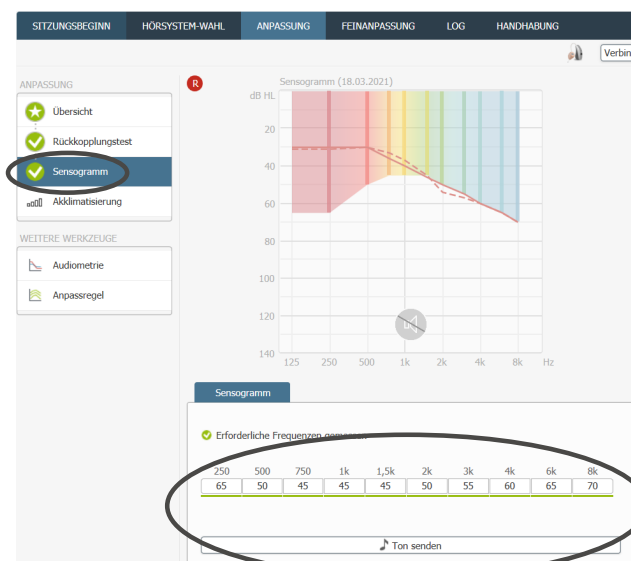 SITZUNGSBEGINN HÖRSYSTEM-WAHL ANPASSUNG FEINANPASSUNG LOG HANDHABUNG
Verbin
ANPASSUNG
Übersicht
Rückkopplungstest
Sensogramm
Akklimatisierung
WEITERE WERKZEUGE
Audiometrie
Anpassregel
R
Sensogramm (18.03.2021)
dB HL
20
40
60
80
100
120
140
125 250 500 1k 2k 4k 8k Hz
Sensogramm
Erforderliche Frequenzen gemessen
250 500 750 1k 1,5k 2k 3k 4k 6k 8k
65 50 45 45 45 50 55 60 65 70
Ton senden